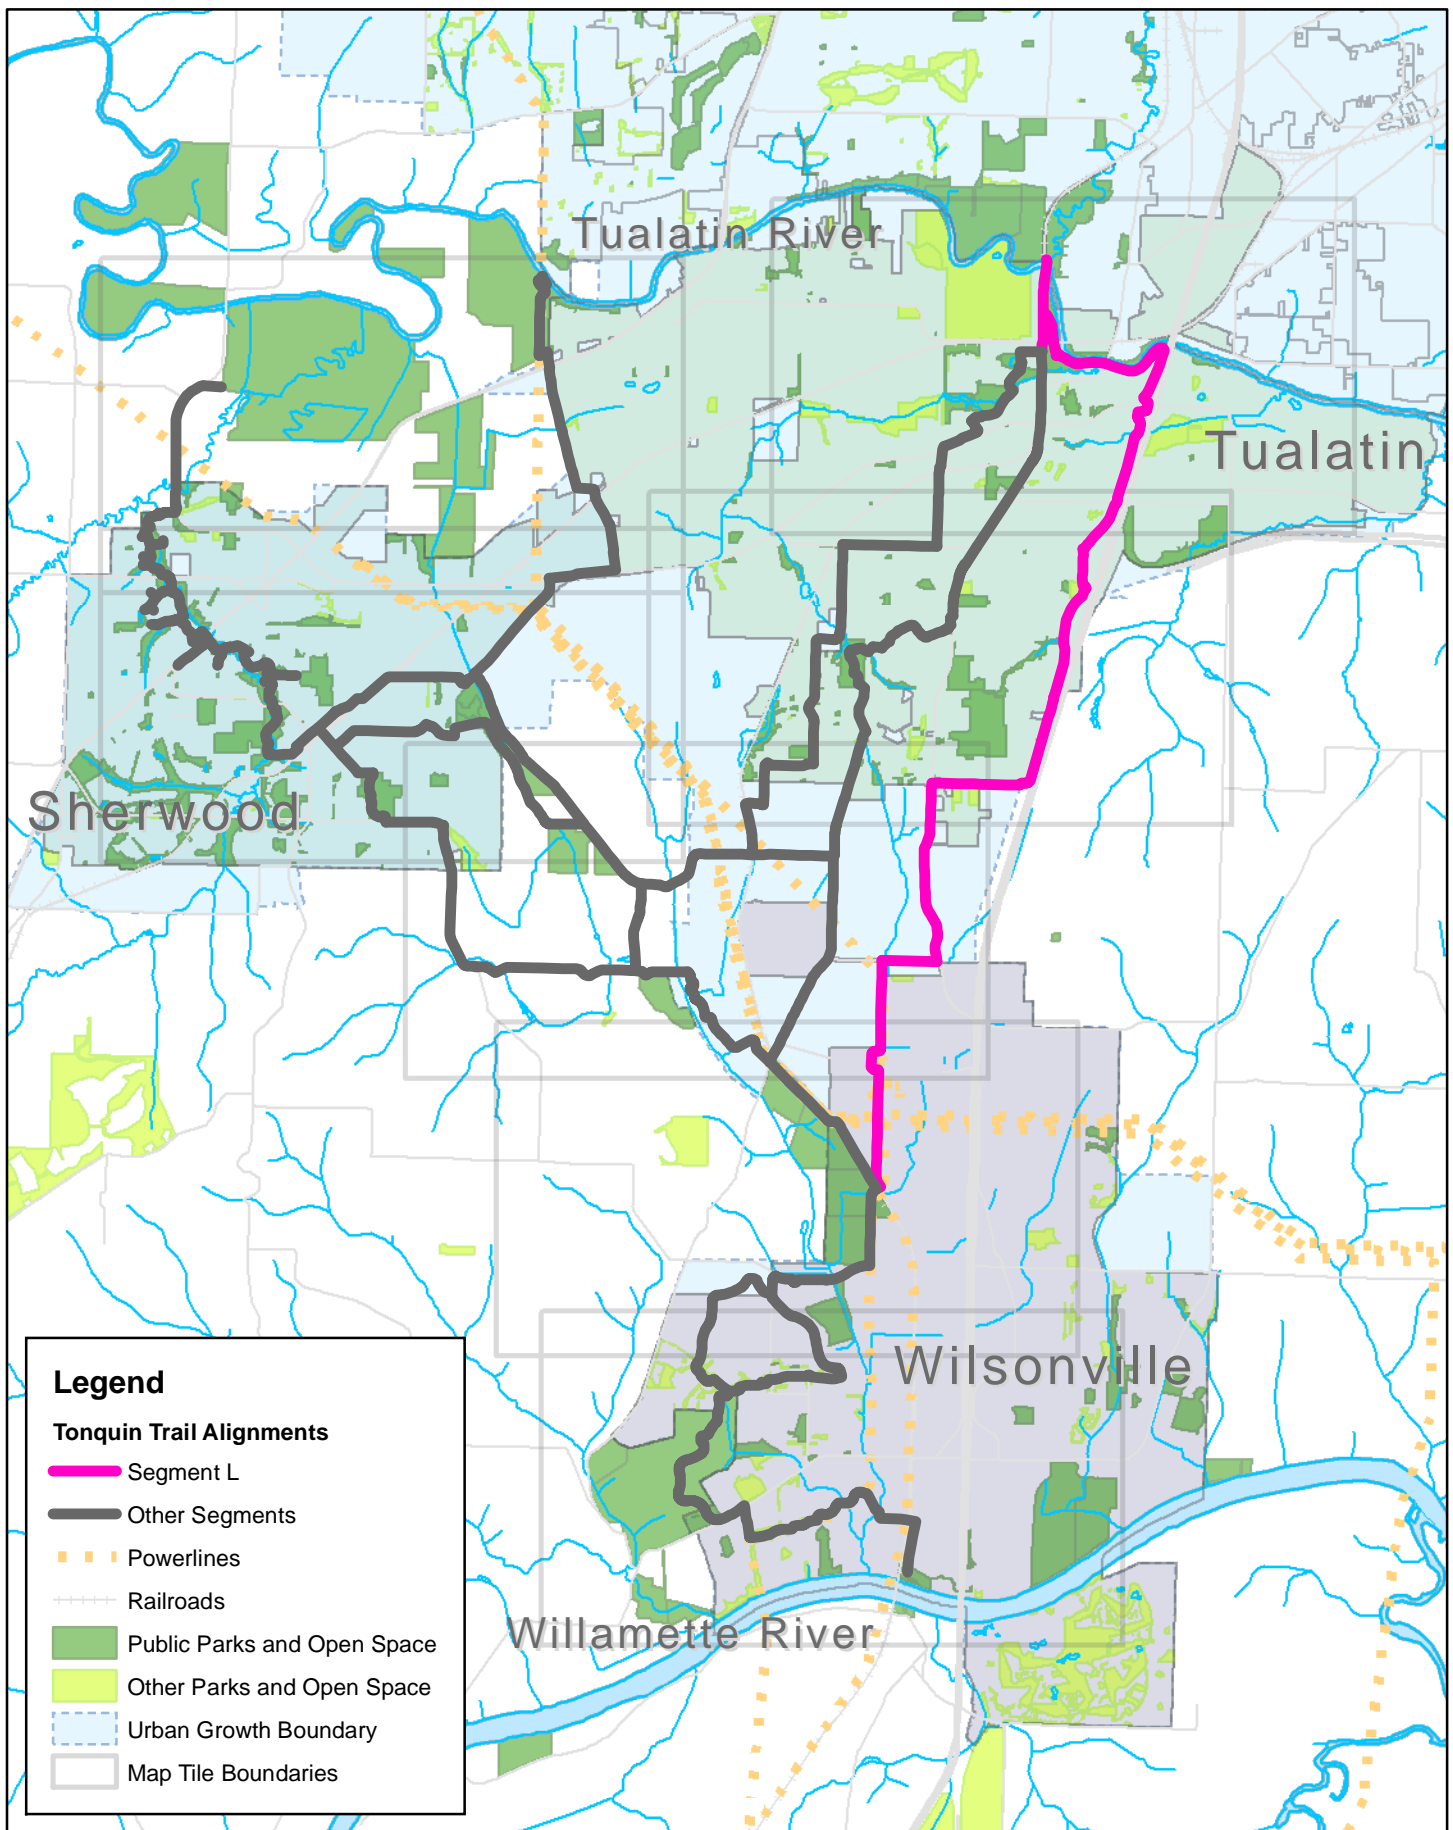 Tualatin River
Tualatin
Sherwood
Wilsonville
Willamette River
Legend
Tonquin Trail Alignments
Segment L
Other Segments
Powerlines
Railroads
Public Parks and Open Space
Other Parks and Open Space
Urban Growth Boundary
Map Tile Boundaries